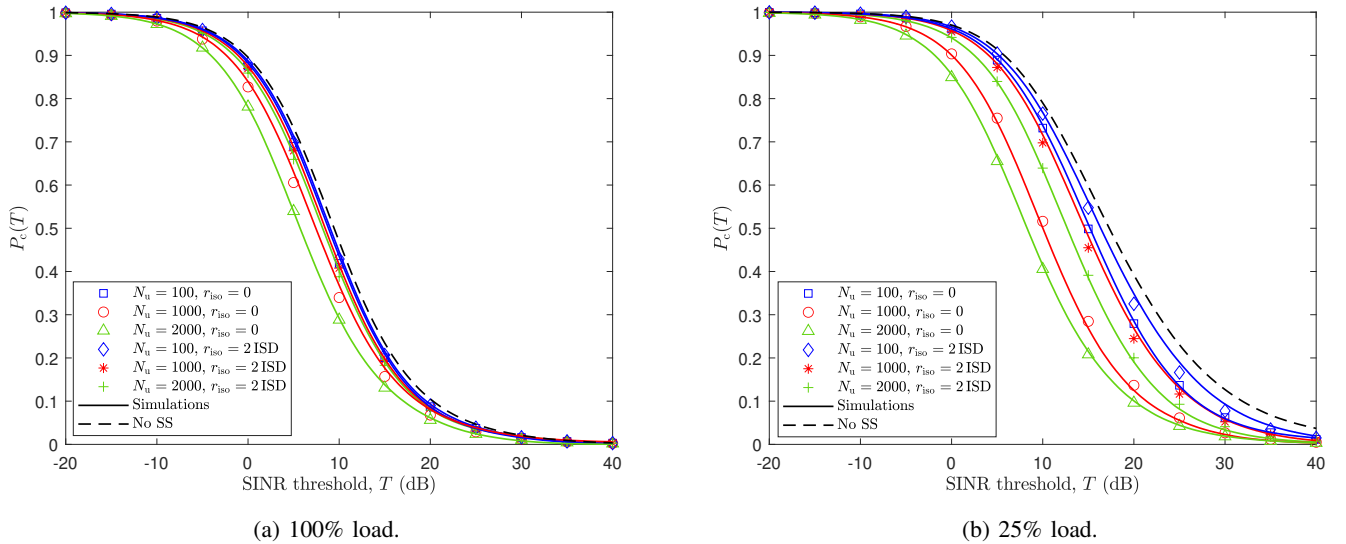 1
0.9
0.8
0.7
0.6
0.5
0.4
0.3
0.2
0.1
0
P_c(T)
N_u = 100, r_iso = 0
N_u = 1000, r_iso = 0
N_u = 2000, r_iso = 0
N_u = 100, r_iso = 2 ISD
N_u = 1000, r_iso = 2 ISD
N_u = 2000, r_iso = 2 ISD
Simulations
No SS
-20 -10 0 10 20 30 40
SINR threshold, T (dB)
(a) 100% load.
1
0.9
0.8
0.7
0.6
0.5
0.4
0.3
0.2
0.1
0
P_c(T)
N_u = 100, r_iso = 0
N_u = 1000, r_iso = 0
N_u = 2000, r_iso = 0
N_u = 100, r_iso = 2 ISD
N_u = 1000, r_iso = 2 ISD
N_u = 2000, r_iso = 2 ISD
Simulations
No SS
-20 -10 0 10 20 30 40
SINR threshold, T (dB)
(b) 25% load.